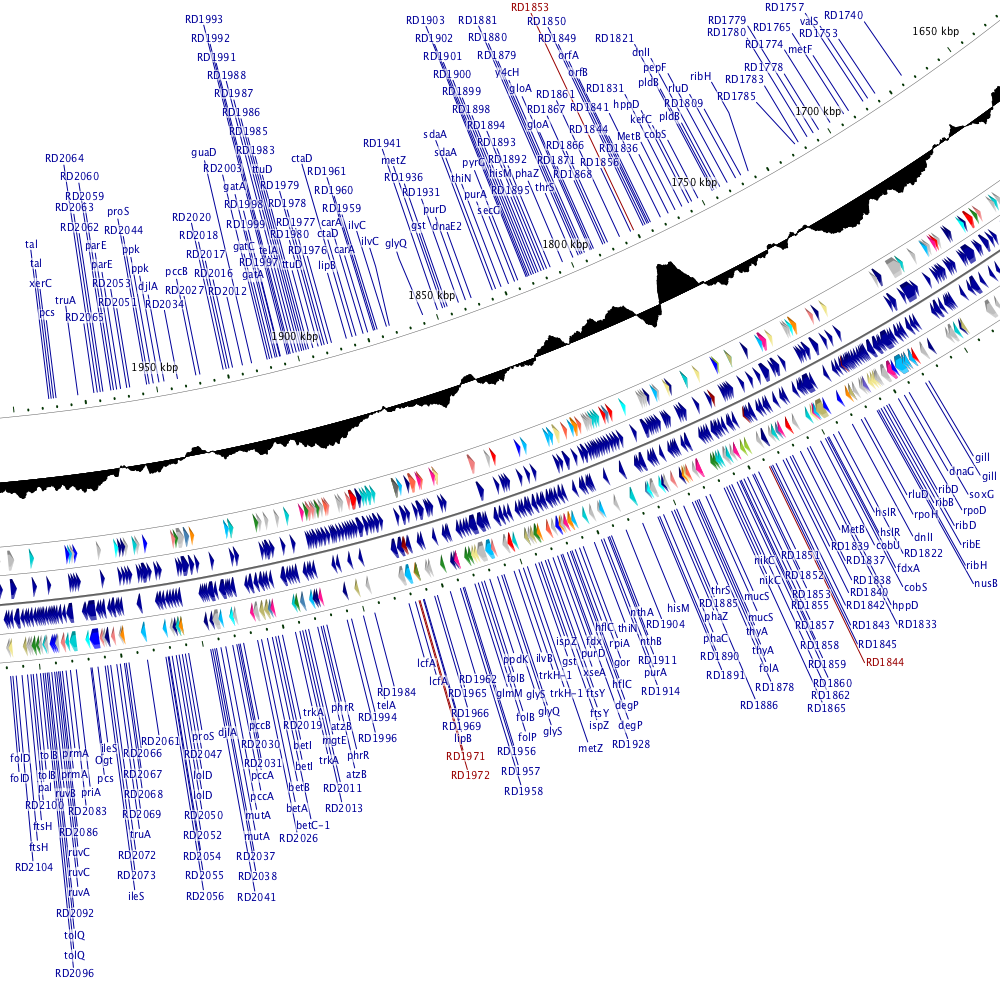 RD1993
RD1992
RD1991
RD1988
RD1987
RD1986
RD1985
RD1983
guaD
RD2003
ttuD
gatA
RD1979
RD1998
RD1978
RD1999
RD1977
RD1980
gatC
telA
RD1976
RD1997
ttuD
gatA
lipB
ctaD
RD1961
RD1960
RD1959
carA
ilvC
ctaD
ilvC
carA
glyQ
RD2064
RD2060
RD2059
RD2063
proS
RD2062
RD2044
parE
ppk
parE
ppk
RD2053
djlA
RD2051
RD2034
tal
tal
xerC
truA
pcs
RD2065
RD2020
RD2018
RD2017
pccB
RD2016
RD2027
RD2012
RD1941
metZ
RD1936
RD1931
purD
gst
dnaE2
RD1903
RD1902
RD1901
RD1900
RD1899
RD1898
RD1894
RD1893
RD1892
RD1895
sdaA
sdaA
pyrC
thiN
hisM
phaZ
purA
thrS
secG
RD1881
RD1880
RD1879
y4cH
gloA
RD1861
RD1867
gloA
RD1866
RD1871
RD1868
RD1853
RD1850
RD1849
orfA
orfB
RD1831
RD1841
hppD
RD1844
kefC
MetB
cobS
RD1836
RD1856
RD1821
dnlI
pepF
pldB
rluD
ribH
RD1809
pldB
RD1779
RD1780
RD1757
RD1765
valS
RD1740
RD1753
RD1774
metF
RD1778
RD1783
RD1785
1650 kbp
1700 kbp
1750 kbp
1800 kbp
1850 kbp
1900 kbp
1950 kbp
folD
folD
tolB
tolB
pal
RD2100
ftsH
ftsH
RD2104
prmA
prmA
ruvB
priA
RD2083
RD2086
ruvC
ruvC
ruvA
RD2092
tolQ
tolQ
RD2096
ileS
Ogt
pcs
RD2061
RD2066
RD2067
RD2068
RD2069
truA
RD2072
RD2073
ileS
proS
djlA
RD2047
lolD
lolD
RD2050
RD2052
RD2054
RD2055
RD2056
pccB
RD2030
RD2031
pccA
pccA
mutA
mutA
RD2037
RD2038
RD2041
trkA
RD2019
betI
betI
betB
betA
betC-1
RD2026
phrR
atzB
mgtE
trkA
phrR
atzB
RD2011
RD2013
RD1984
telA
RD1994
RD1996
lcfA
lcfA
RD1962
RD1965
RD1966
RD1969
lipB
RD1971
RD1972
ppdK
folB
glmM
glyS
folB
folP
RD1956
RD1957
RD1958
ilvB
trkH-1
trkH-1
glyQ
glyS
ispZ
gst
metZ
hflC
thiN
fdx
rpiA
purD
gor
xseA
hflC
ftsY
degP
ftsY
ispZ
degP
RD1928
nthA
hisM
RD1904
nthB
RD1911
purA
RD1914
thrS
RD1885
phaZ
phaC
RD1890
RD1891
nikC
nikC
mucS
mucS
thyA
thyA
folA
RD1878
RD1886
RD1851
RD1852
RD1853
RD1855
RD1857
RD1858
RD1859
RD1860
RD1862
RD1865
MetB
RD1839
RD1837
RD1838
RD1840
RD1842
RD1843
RD1845
RD1844
hslR
hslR
cobU
RD1822
fdxA
cobS
hppD
RD1833
rluD
rpoH
dnlI
gill
dnaG
gill
ribD
soxG
ribB
rpoD
ribD
ribE
ribH
nusB